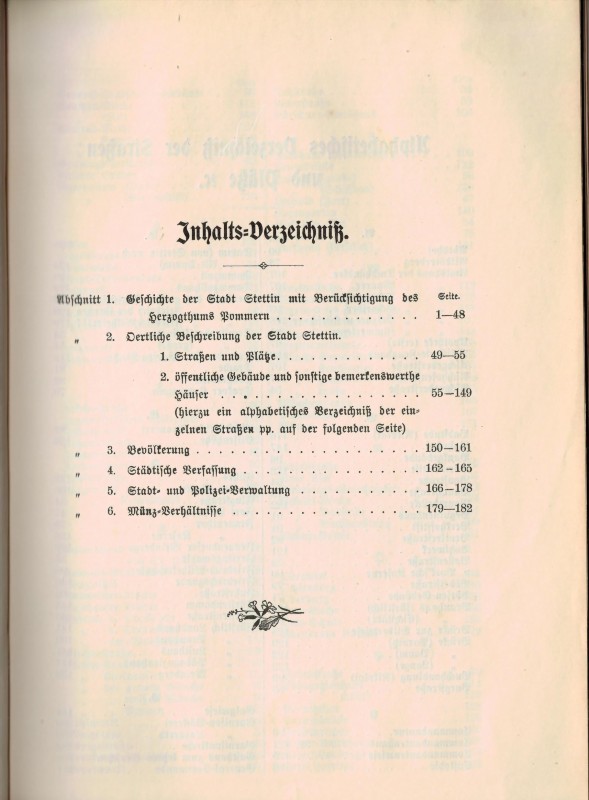 Inhalts-Verzeichniß.
Abschnitt 1. Geschichte der Stadt Stettin mit Berücksichtigung des Seite.
Herzogthums Pommern . . . . . . . . . . . . . 1—48
„ 2. Oertliche Beschreibung der Stadt Stettin.
1. Straßen und Plätze. . . . . . . . . . . . . 49—55
2. öffentliche Gebäude und sonstige bemerkenswerthe
Häuser . . . . . . . . . . . . . . . . 55—149
(hierzu ein alphabetisches Verzeichniß der ein-
zelnen Straßen pp. auf der folgenden Seite)
„ 3. Bevölkerung . . . . . . . . . . . . . . . . . 150—161
„ 4. Städtische Verfassung . . . . . . . . . . . . . 162-165
„ 5. Stadt- und Polizei-Verwaltung . . . . . . . . . . 166—178
„ 6. Münz-Verhältnisse . . . . . . . . . . . . . . 179—182